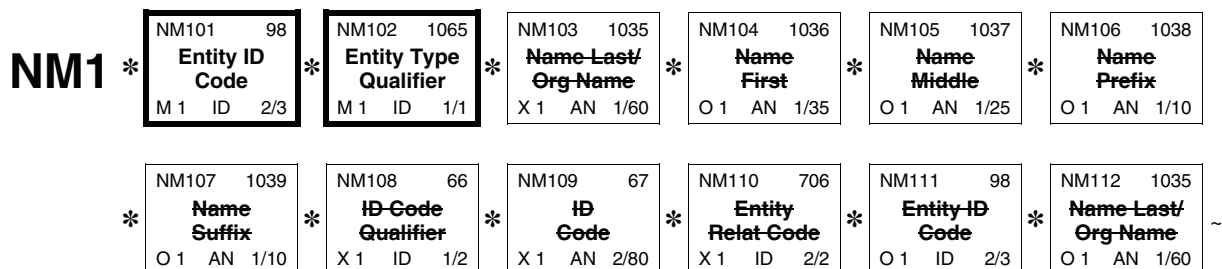 NM1 * NM101 98 * NM102 1065 * NM103 1035 * NM104 1036 * NM105 1037 * NM106 1038
Entity ID Entity Type Name Last/ Name Name Name
Code Qualifier Org Name First Middle Prefix
M 1 ID 2/3 M 1 ID 1/1 X 1 AN 1/60 O 1 AN 1/35 O 1 AN 1/25 O 1 AN 1/10
* NM107 1039 * NM108 66 * NM109 67 * NM110 706 * NM111 98 * NM112 1035 ~
Name ID Code ID Entity Entity ID Name Last/
Suffix Qualifier Code Relat Code Code Org Name
O 1 AN 1/10 X 1 ID 1/2 X 1 AN 2/80 X 1 ID 2/2 O 1 ID 2/3 O 1 AN 1/60